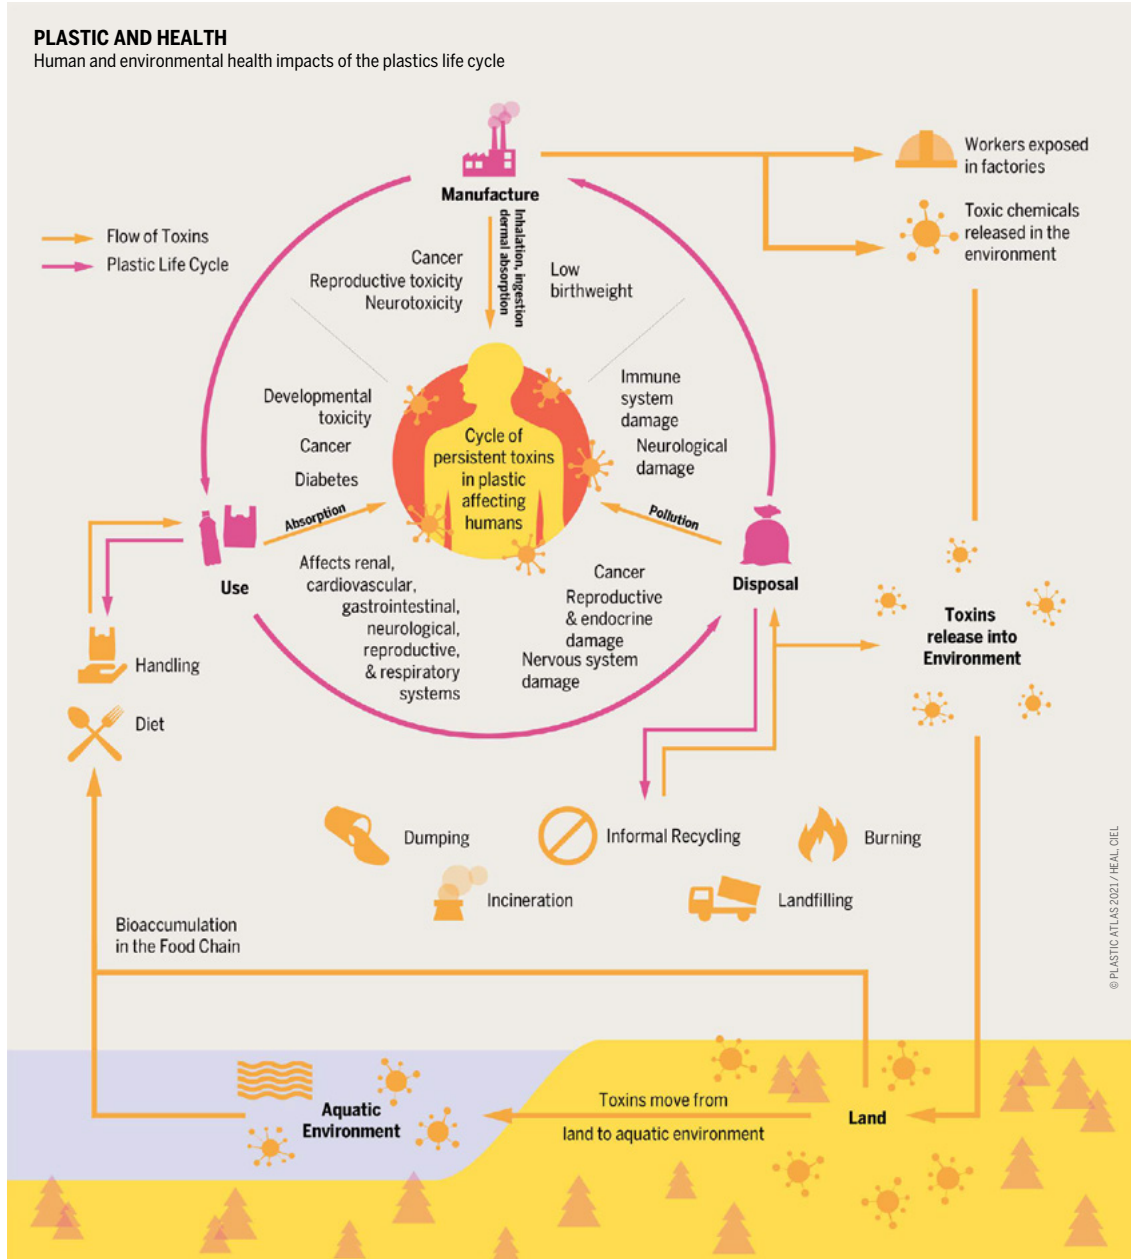 PLASTIC AND HEALTH
Human and environmental health impacts of the plastics life cycle
Workers exposed
in factories
Manufacture
Toxic chemicals
released in the
environment
Flow of Toxins
Plastic Life Cycle
Inhalation, ingestion
dermal absorption
Cancer
Reproductive toxicity
Neurotoxicity
Low
birthweight
Developmental
toxicity
Cancer
Diabetes
Immune
system
damage
Neurological
damage
Cycle of
persistent toxins
in plastic
affecting
humans
Absorption
Pollution
Use
Affects renal,
cardiovascular,
gastrointestinal,
neurological,
reproductive,
& respiratory
systems
Cancer
Reproductive
& endocrine
damage
Nervous system
damage
Disposal
Toxins
release into
Environment
Handling
Diet
Dumping
Informal Recycling
Burning
Incineration
Landfilling
Bioaccumulation
in the Food Chain
© PLASTIC ATLAS 2021 / HEAL, CIEL
Aquatic
Environment
Toxins move from
land to aquatic environment
Land